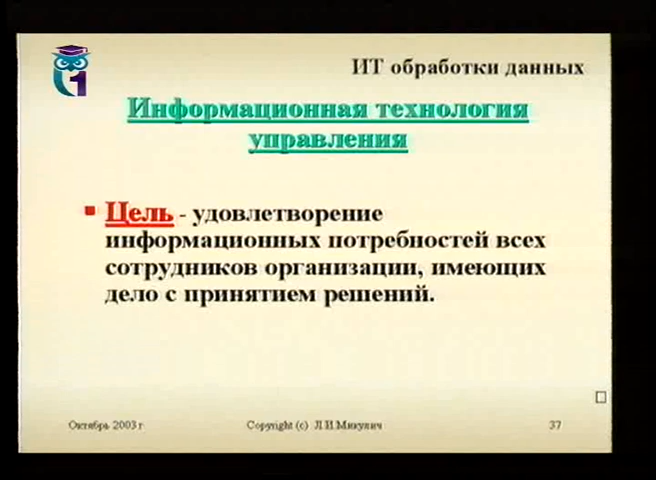 1
ИТ обработки данных
Информационная технология
управления
Цель - удовлетворение
информационных потребностей всех
сотрудников организации, имеющих
дело с принятием решений.
Октябрь 2003 г Copyright (c) Л.И.Микулич 37